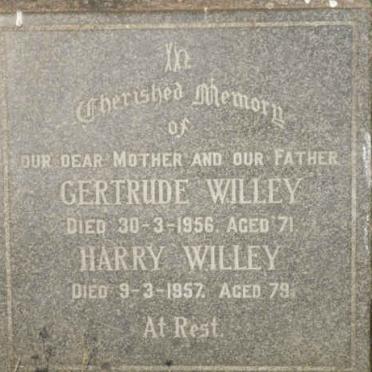 In
Cherished Memory
of
OUR DEAR MOTHER AND OUR FATHER
GERTRUDE WILLEY
DIED 30-3-1956. AGED 71.
HARRY WILLEY
DIED 9-3-1957. AGED 79.
At Rest.